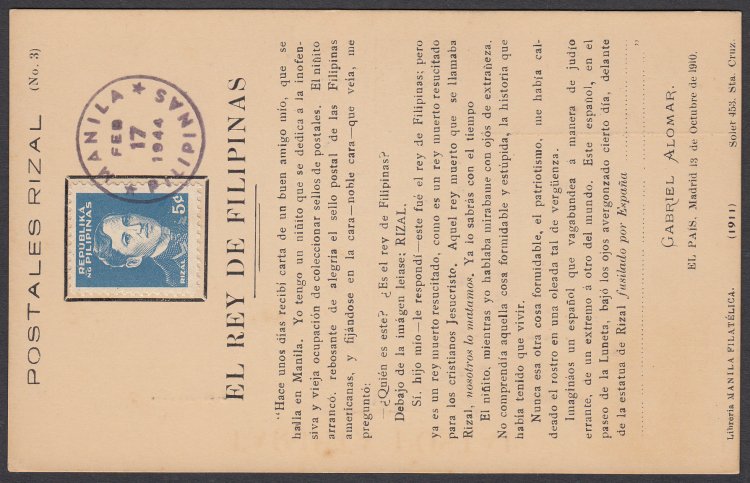 POSTALES RIZAL (No. 3)
REPUBLIKA
NG PILIPINAS
RIZAL 5¢
MANILA
FEB
17
1944
PILIPINAS
EL REY DE FILIPINAS
"Hace unos días recibí carta de un buen amigo mío, que se
halla en Manila. Yo tengo un niñito que se dedica a la inofen-
siva y vieja ocupación de coleccionar sellos de postales. El niñito
arrancó, rebosante de alegría el sello postal de las Filipinas
americanas, y fijándose en la cara—noble cara—que veía, me
preguntó:
—¿Quién es este? ¿Es el rey de Filipinas?
Debajo de la imágen leíase; RIZAL.
Sí, hijo mío—le respondí—este fué el rey de Filipinas; pero
ya es un rey muerto resucitado, como es un rey muerto resucitado
para los cristianos Jesucristo. Aquel rey muerto que se llamaba
Rizal, nosotros lo matamos. Ya lo sabrás con el tiempo
El niñito, mientras yo hablaba mirabame con ojos de extrañeza.
No comprendía aquella cosa formidable y estúpida, la historia que
había tenido que vivir.
Nunca esa otra cosa formidable, el patriotismo, me había cal-
deado el rostro en una oleada tal de vergüenza.
Imaginaos un español que vagabundea á manera de judío
errante, de un extremo á otro del mundo. Este español, en el
paseo de la Luneta, bajó los ojos avergonzado cierto día, delante
de la estatua de Rizal fusilado por España
GABRIEL ALOMAR.
EL PAIS. Madrid 13 de Octubre de 1910.
Libreria MANILA FILATÉLICA. (1911) Soler 453. Sta. Cruz.